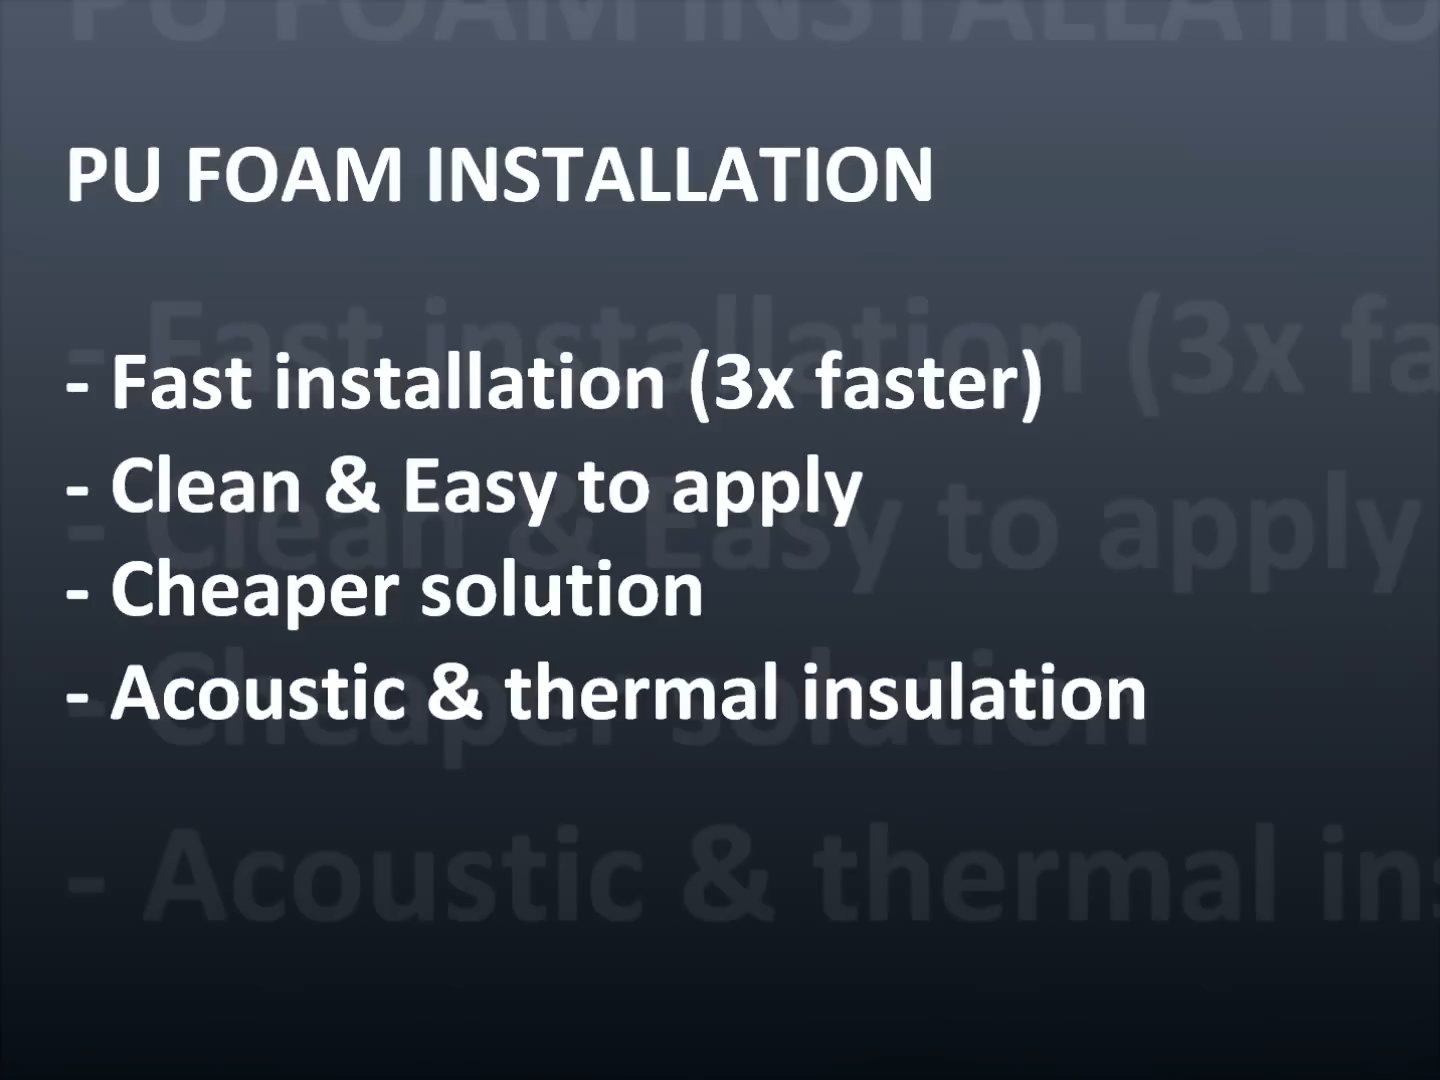 PU FOAM INSTALLATION
- Fast installation (3x faster)
- Clean & Easy to apply
- Cheaper solution
- Acoustic & thermal insulation